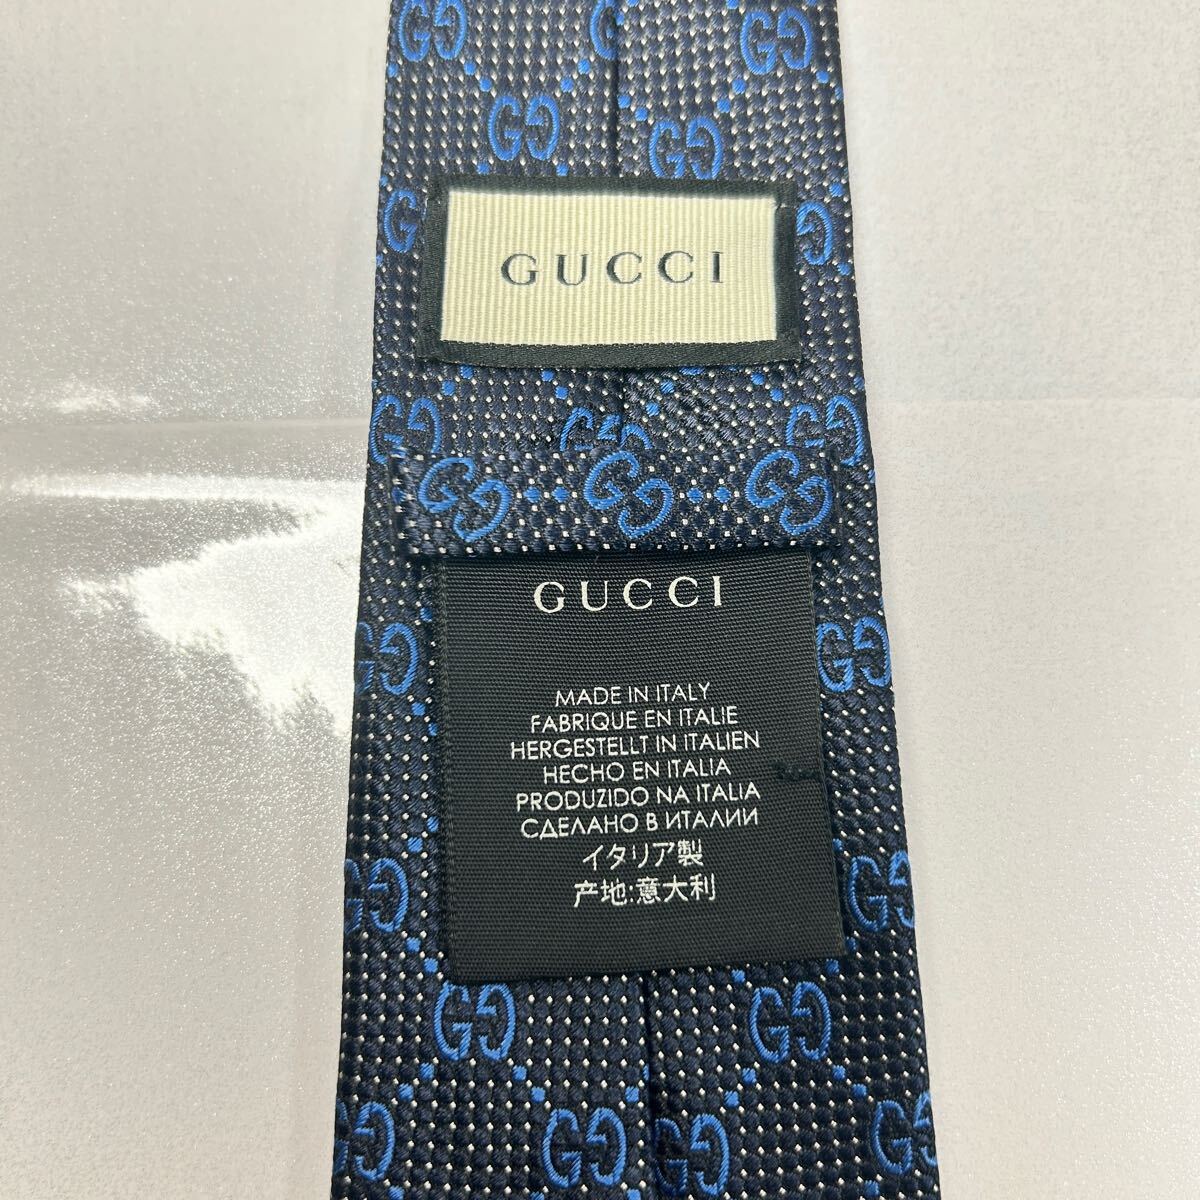 GUCCI
GUCCI
MADE IN ITALY
FABRIQUE EN ITALIE
HERGESTELLT IN ITALIEN
HECHO EN ITALIA
PRODUZIDO NA ITALIA
СДЕЛАНО В ИТАЛИИ
イタリア製
产地:意大利